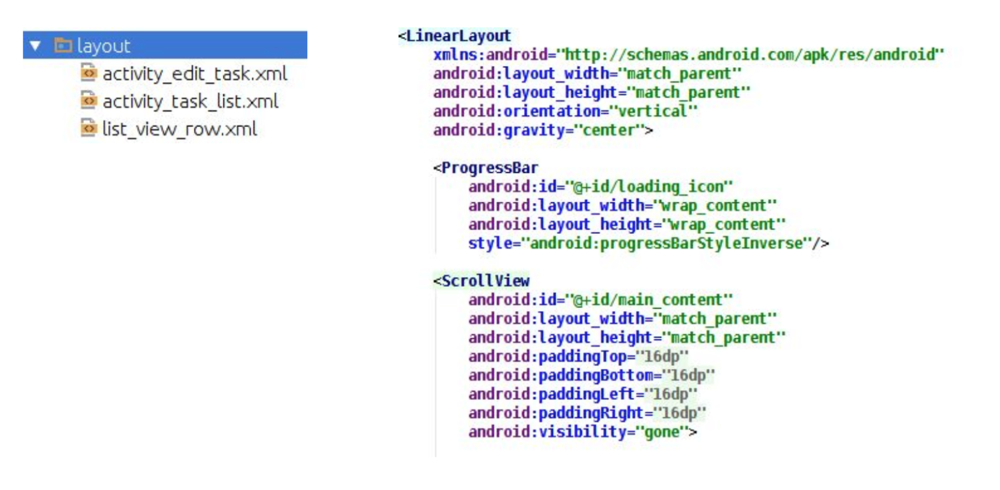 layout
activity_edit_task.xml
activity_task_list.xml
list_view_row.xml
<LinearLayout
xmlns:android="http://schemas.android.com/apk/res/android"
android:layout_width="match_parent"
android:layout_height="match_parent"
android:orientation="vertical"
android:gravity="center">
<ProgressBar
android:id="@+id/loading_icon"
android:layout_width="wrap_content"
android:layout_height="wrap_content"
style="android:progressBarStyleInverse"/>
<ScrollView
android:id="@+id/main_content"
android:layout_width="match_parent"
android:layout_height="match_parent"
android:paddingTop="16dp"
android:paddingBottom="16dp"
android:paddingLeft="16dp"
android:paddingRight="16dp"
android:visibility="gone">